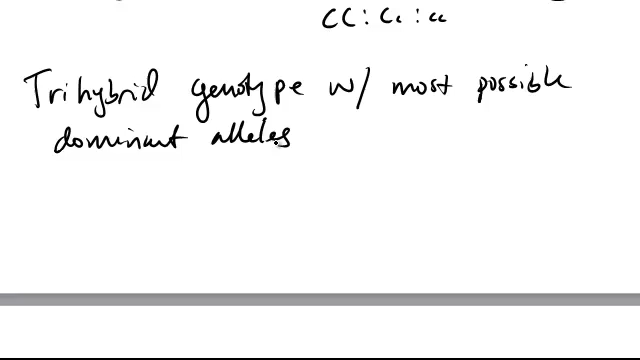 CC : Cc : cc
Trihybrid genotype w/ most possible
dominant alleles